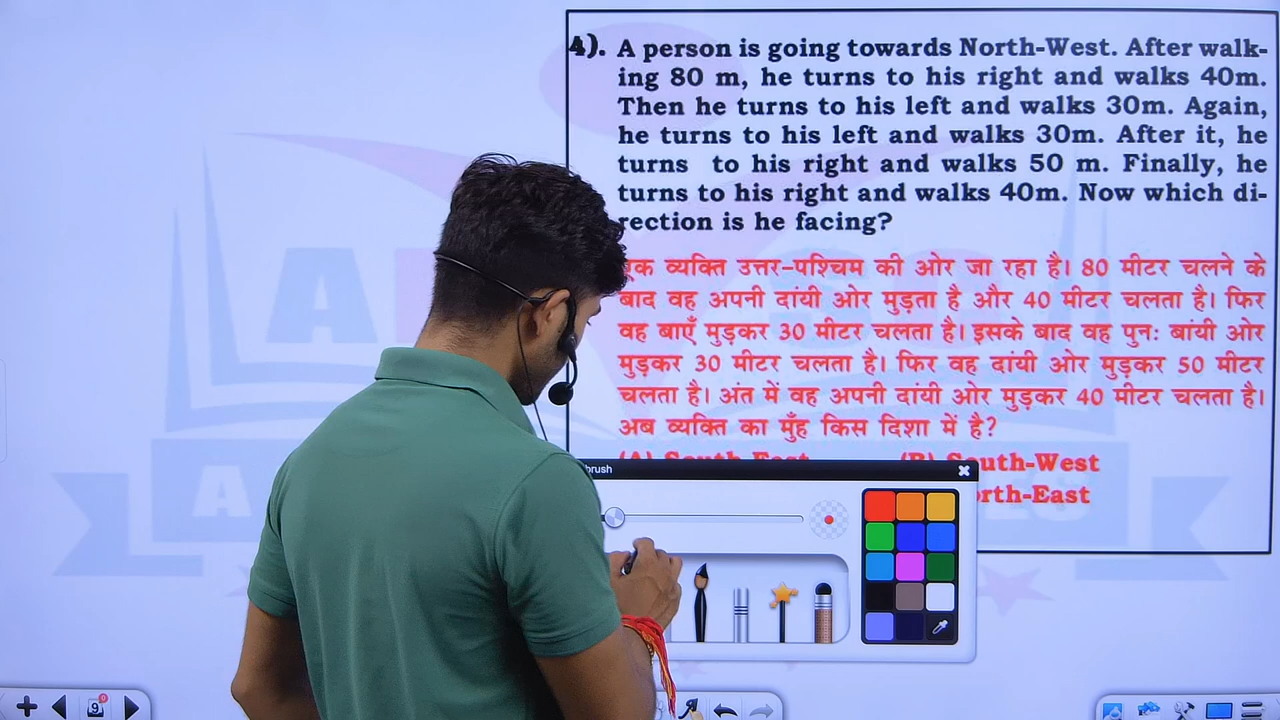 4). A person is going towards North-West. After walk-
ing 80 m, he turns to his right and walks 40m.
Then he turns to his left and walks 30m. Again,
he turns to his left and walks 30m. After it, he
turns to his right and walks 50 m. Finally, he
turns to his right and walks 40m. Now which di-
rection is he facing?
एक व्यक्ति उत्तर-पश्चिम की ओर जा रहा है। 80 मीटर चलने के
बाद वह अपनी दांयी ओर मुड़ता है और 40 मीटर चलता है। फिर
वह बाएँ मुड़कर 30 मीटर चलता है। इसके बाद वह पुनः बांयी ओर
मुड़कर 30 मीटर चलता है। फिर वह दांयी ओर मुड़कर 50 मीटर
चलता है। अंत में वह अपनी दांयी ओर मुड़कर 40 मीटर चलता है।
अब व्यक्ति का मुँह किस दिशा में है?
(A) South-East (B) South-West
rth-East
brush
9